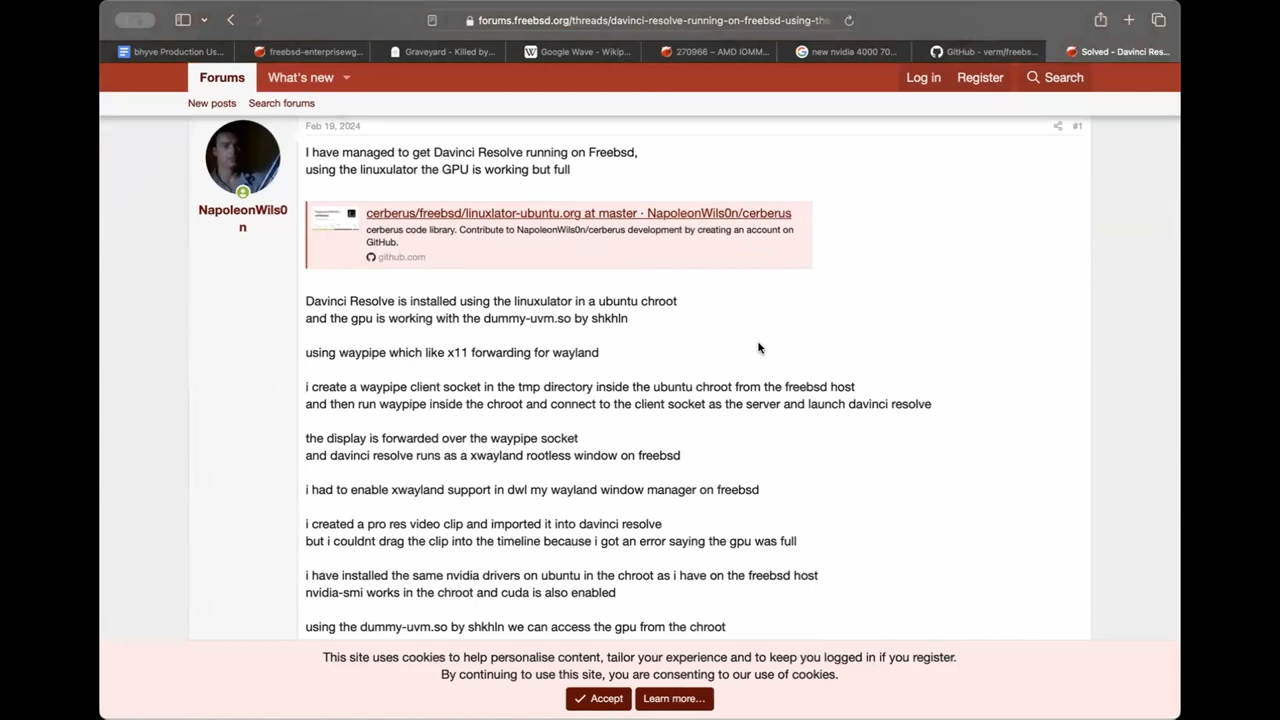 forums.freebsd.org/threads/davinci-resolve-running-on-freebsd-using-the
bhyve Production Us...
freebsd-enterprisewg...
Graveyard - Killed by...
Google Wave - Wikip...
270966 – AMD IOMM...
new nvidia 4000 70...
GitHub - verm/freebs...
Solved - Davinci Res...
Forums
What's new
Log in
Register
Search
New posts
Search forums
Feb 19, 2024
#1
NapoleonWils0
n
I have managed to get Davinci Resolve running on Freebsd,
using the linuxulator the GPU is working but full
cerberus/freebsd/linuxlator-ubuntu.org at master · NapoleonWils0n/cerberus
cerberus code library. Contribute to NapoleonWils0n/cerberus development by creating an account on
GitHub.
github.com
Davinci Resolve is installed using the linuxulator in a ubuntu chroot
and the gpu is working with the dummy-uvm.so by shkhln
using waypipe which like x11 forwarding for wayland
i create a waypipe client socket in the tmp directory inside the ubuntu chroot from the freebsd host
and then run waypipe inside the chroot and connect to the client socket as the server and launch davinci resolve
the display is forwarded over the waypipe socket
and davinci resolve runs as a xwayland rootless window on freebsd
i had to enable xwayland support in dwl my wayland window manager on freebsd
i created a pro res video clip and imported it into davinci resolve
but i couldnt drag the clip into the timeline because i got an error saying the gpu was full
i have installed the same nvidia drivers on ubuntu in the chroot as i have on the freebsd host
nvidia-smi works in the chroot and cuda is also enabled
using the dummy-uvm.so by shkhln we can access the gpu from the chroot
This site uses cookies to help personalise content, tailor your experience and to keep you logged in if you register.
By continuing to use this site, you are consenting to our use of cookies.
Accept
Learn more...